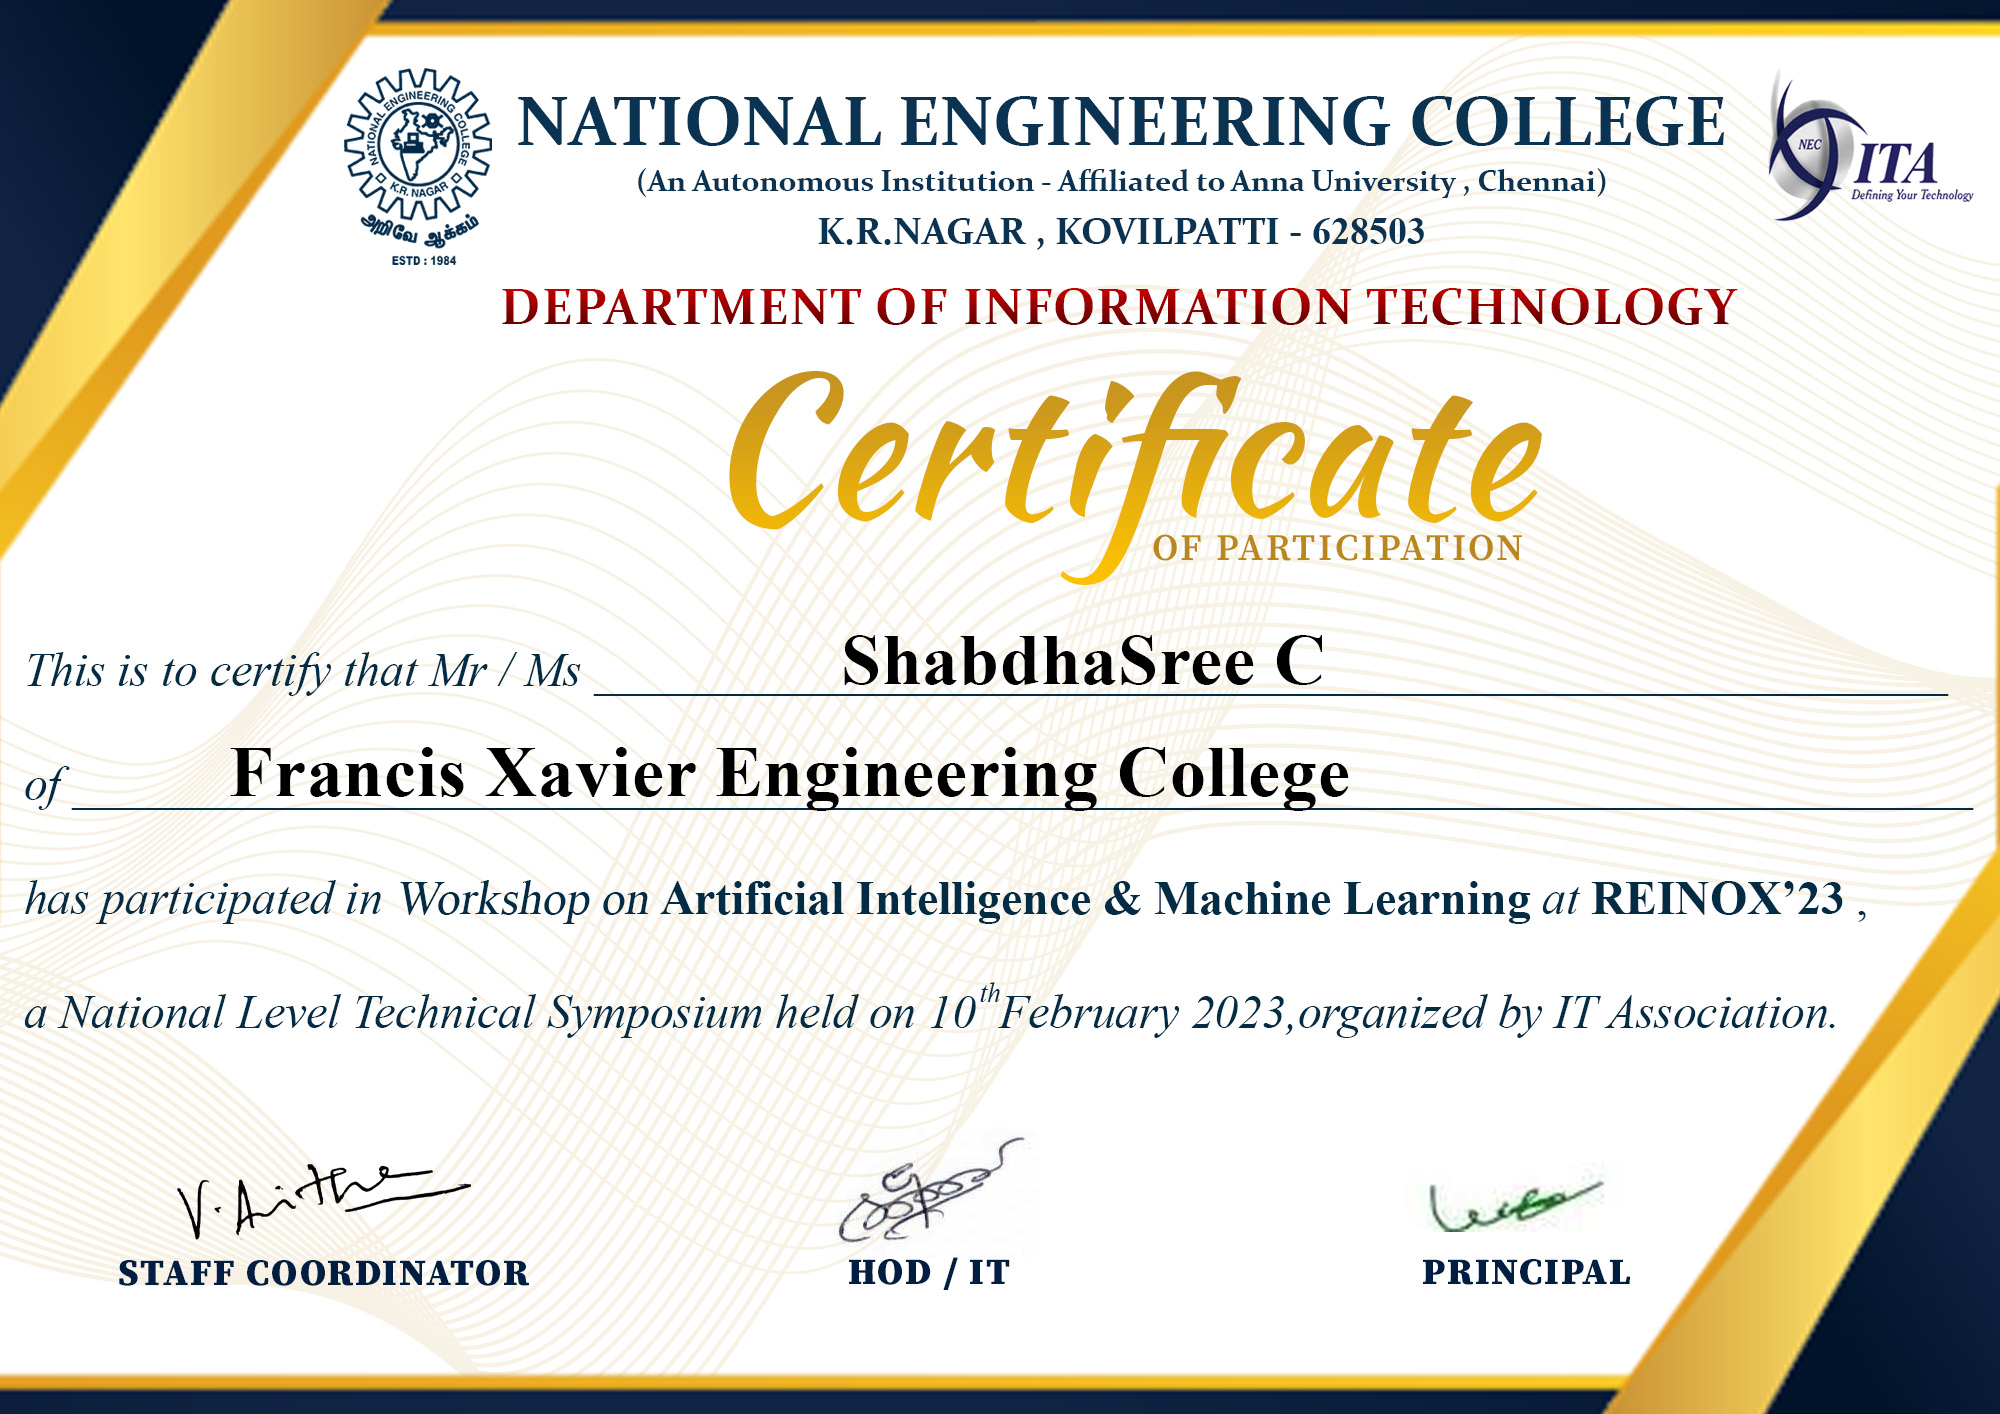 NATIONAL ENGINEERING COLLEGE
K.R. NAGAR
அறிவே ஆக்கம்
ESTD : 1984
NATIONAL ENGINEERING COLLEGE
(An Autonomous Institution - Affiliated to Anna University , Chennai)
K.R.NAGAR , KOVILPATTI - 628503
NEC
ITA
Defining Your Technology
DEPARTMENT OF INFORMATION TECHNOLOGY
Certificate
OF PARTICIPATION
This is to certify that Mr / Ms ShabdhaSree C
of Francis Xavier Engineering College
has participated in Workshop on Artificial Intelligence & Machine Learning at REINOX’23 ,
a National Level Technical Symposium held on 10th February 2023,organized by IT Association.
V. Anitha
STAFF COORDINATOR
HOD / IT
PRINCIPAL